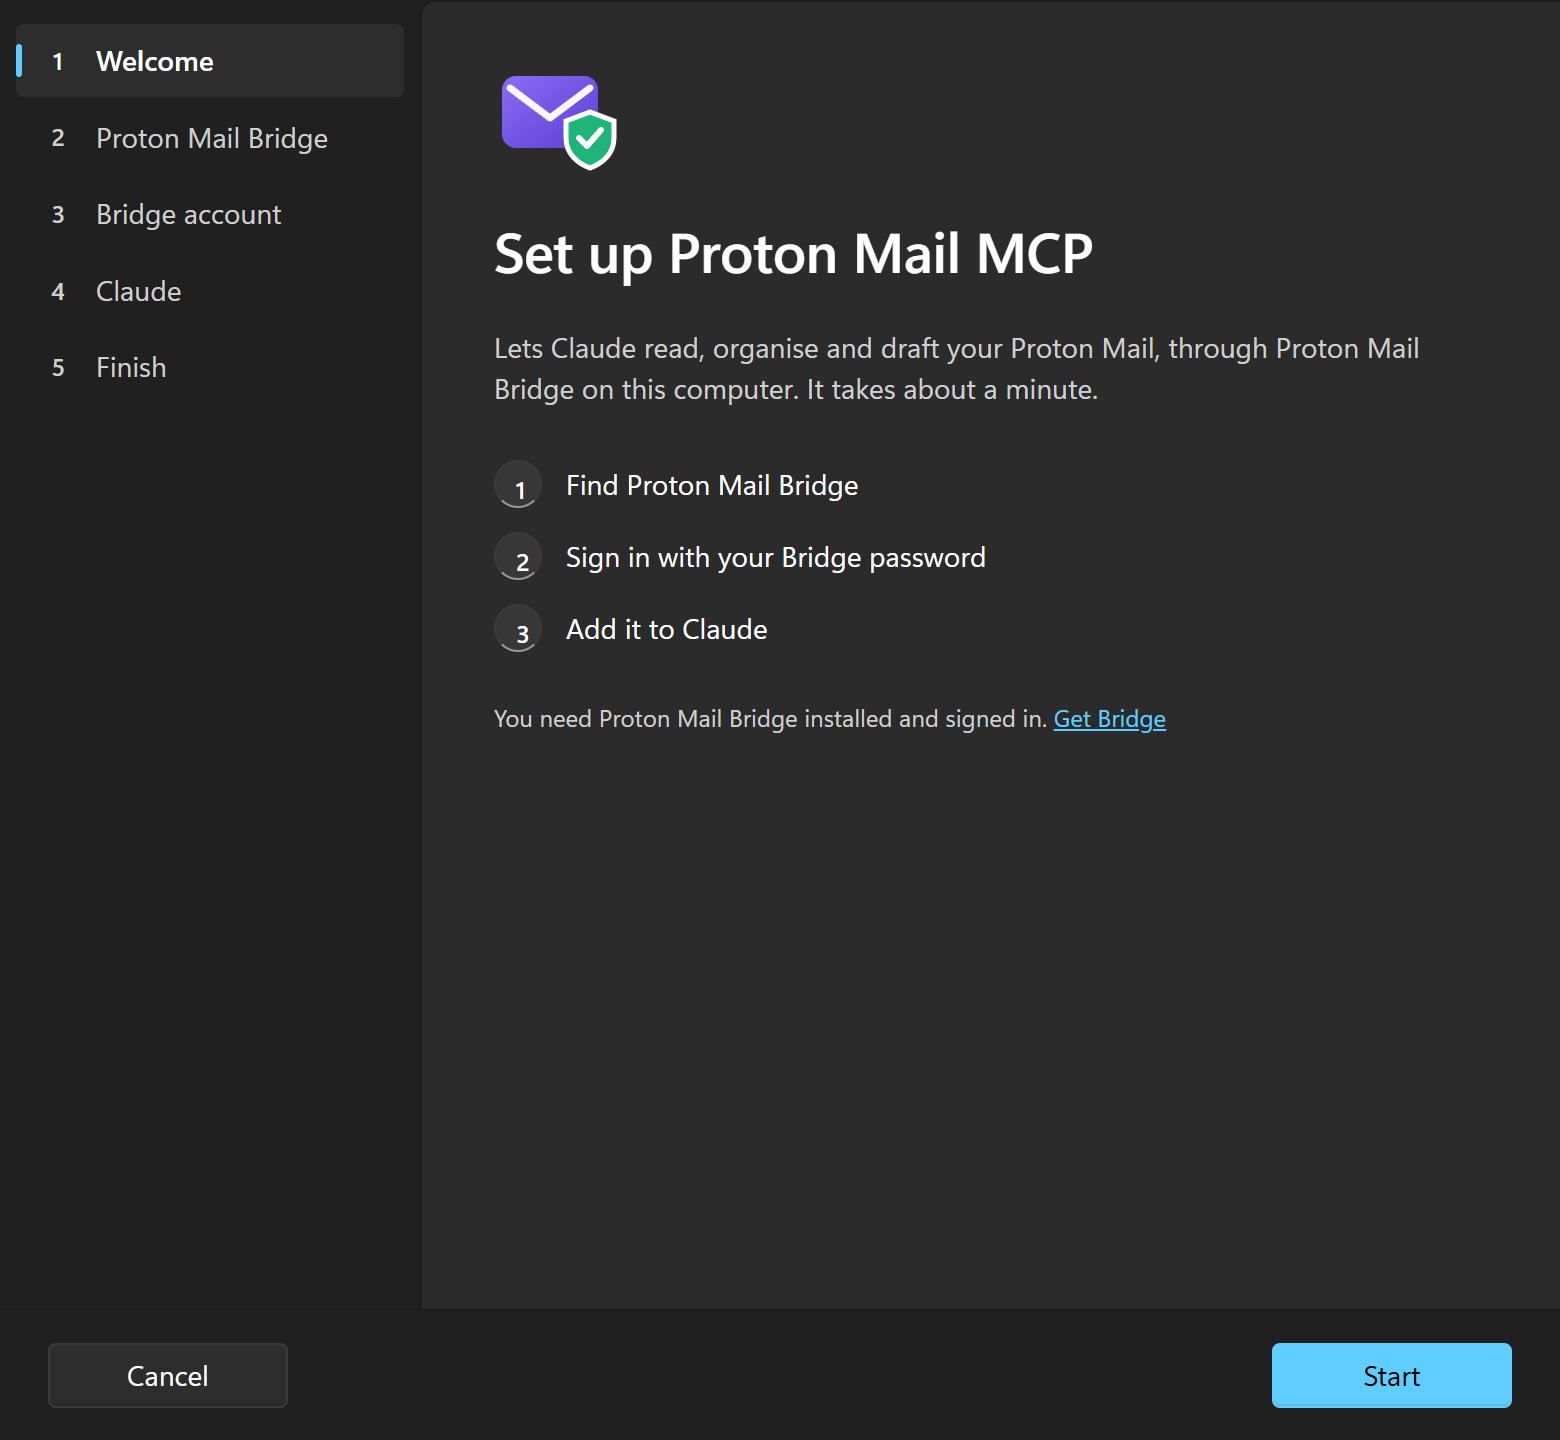 1 Welcome
2 Proton Mail Bridge
3 Bridge account
4 Claude
5 Finish
Set up Proton Mail MCP
Lets Claude read, organise and draft your Proton Mail, through Proton Mail
Bridge on this computer. It takes about a minute.
1 Find Proton Mail Bridge
2 Sign in with your Bridge password
3 Add it to Claude
You need Proton Mail Bridge installed and signed in. Get Bridge
Cancel
Start